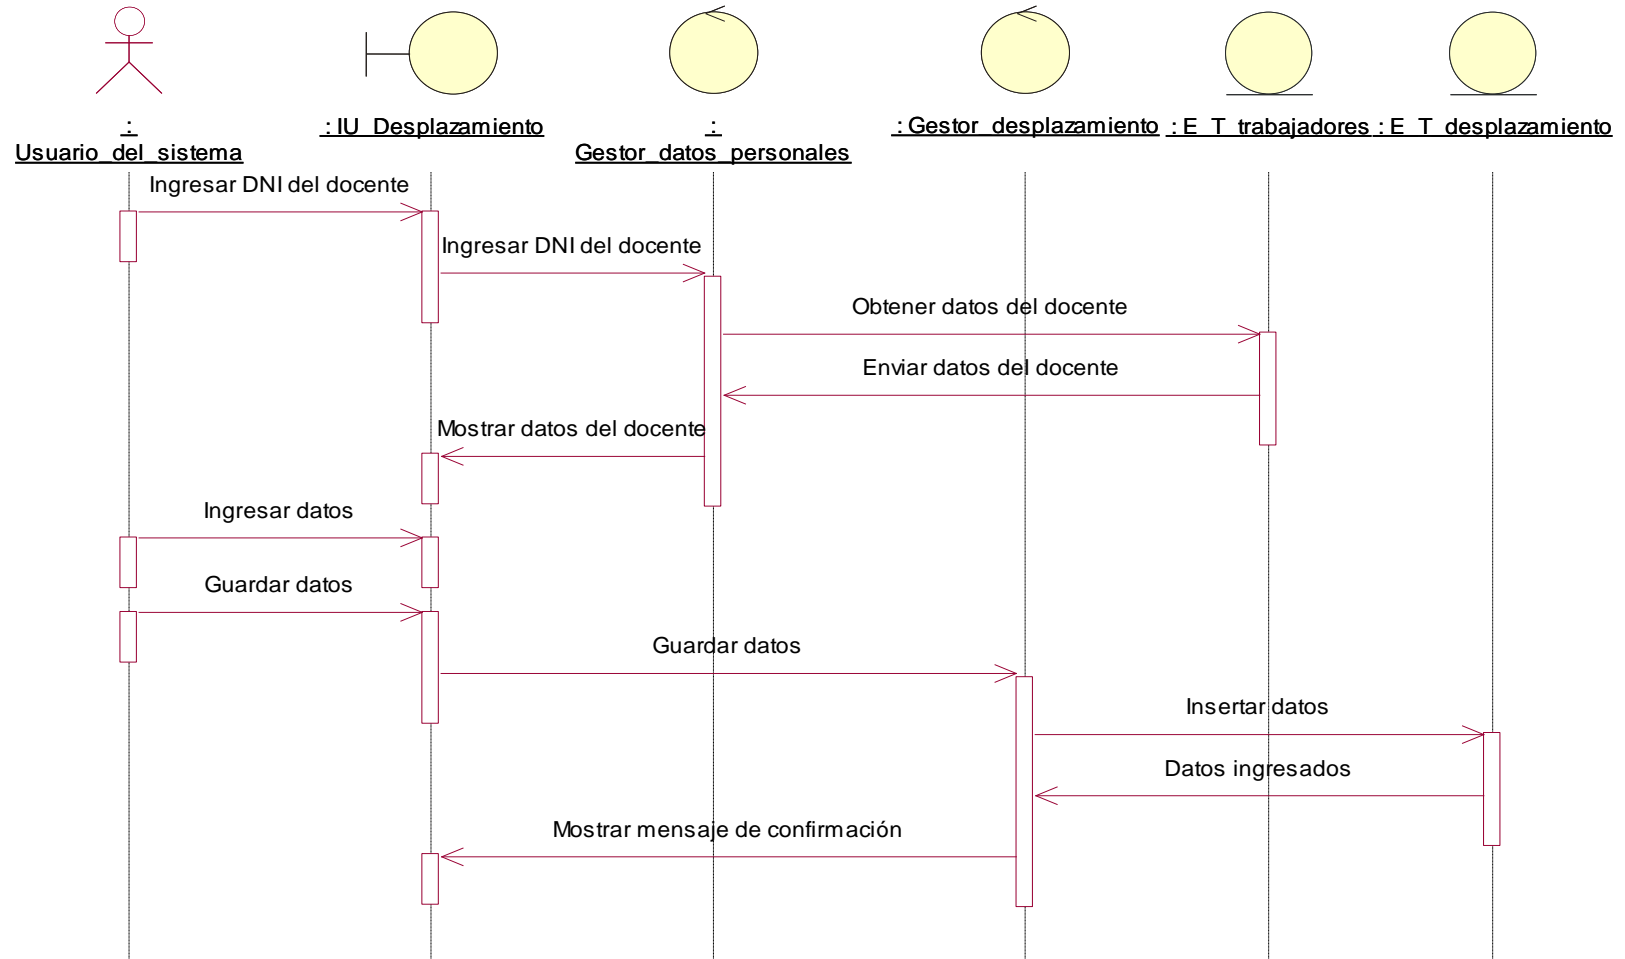 :
Usuario_del_sistema
: IU_Desplazamiento
:
Gestor_datos_personales
: Gestor_desplazamiento
: E_T_trabajadores
: E_T_desplazamiento
Ingresar DNI del docente
Ingresar DNI del docente
Obtener datos del docente
Enviar datos del docente
Mostrar datos del docente
Ingresar datos
Guardar datos
Guardar datos
Insertar datos
Datos ingresados
Mostrar mensaje de confirmación